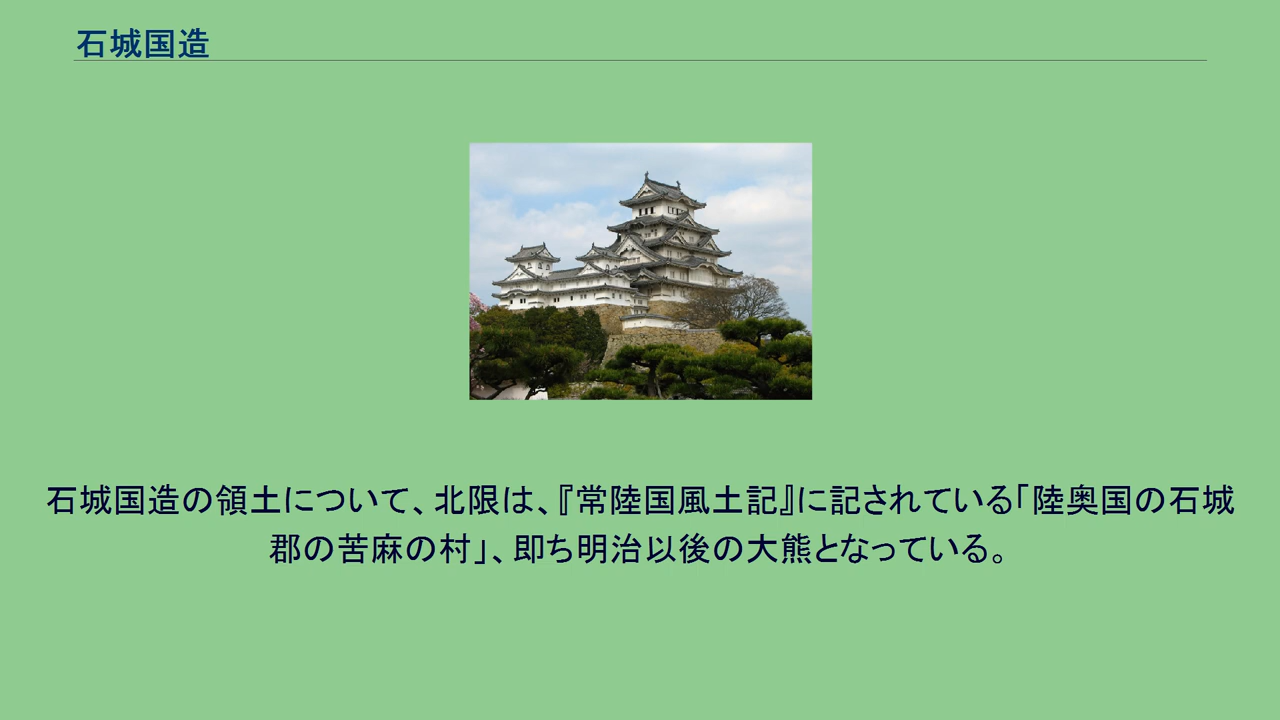 石城国造
石城国造の領土について、北限は、『常陸国風土記』に記されている「陸奥国の石城
郡の苦麻の村」、即ち明治以後の大熊となっている。